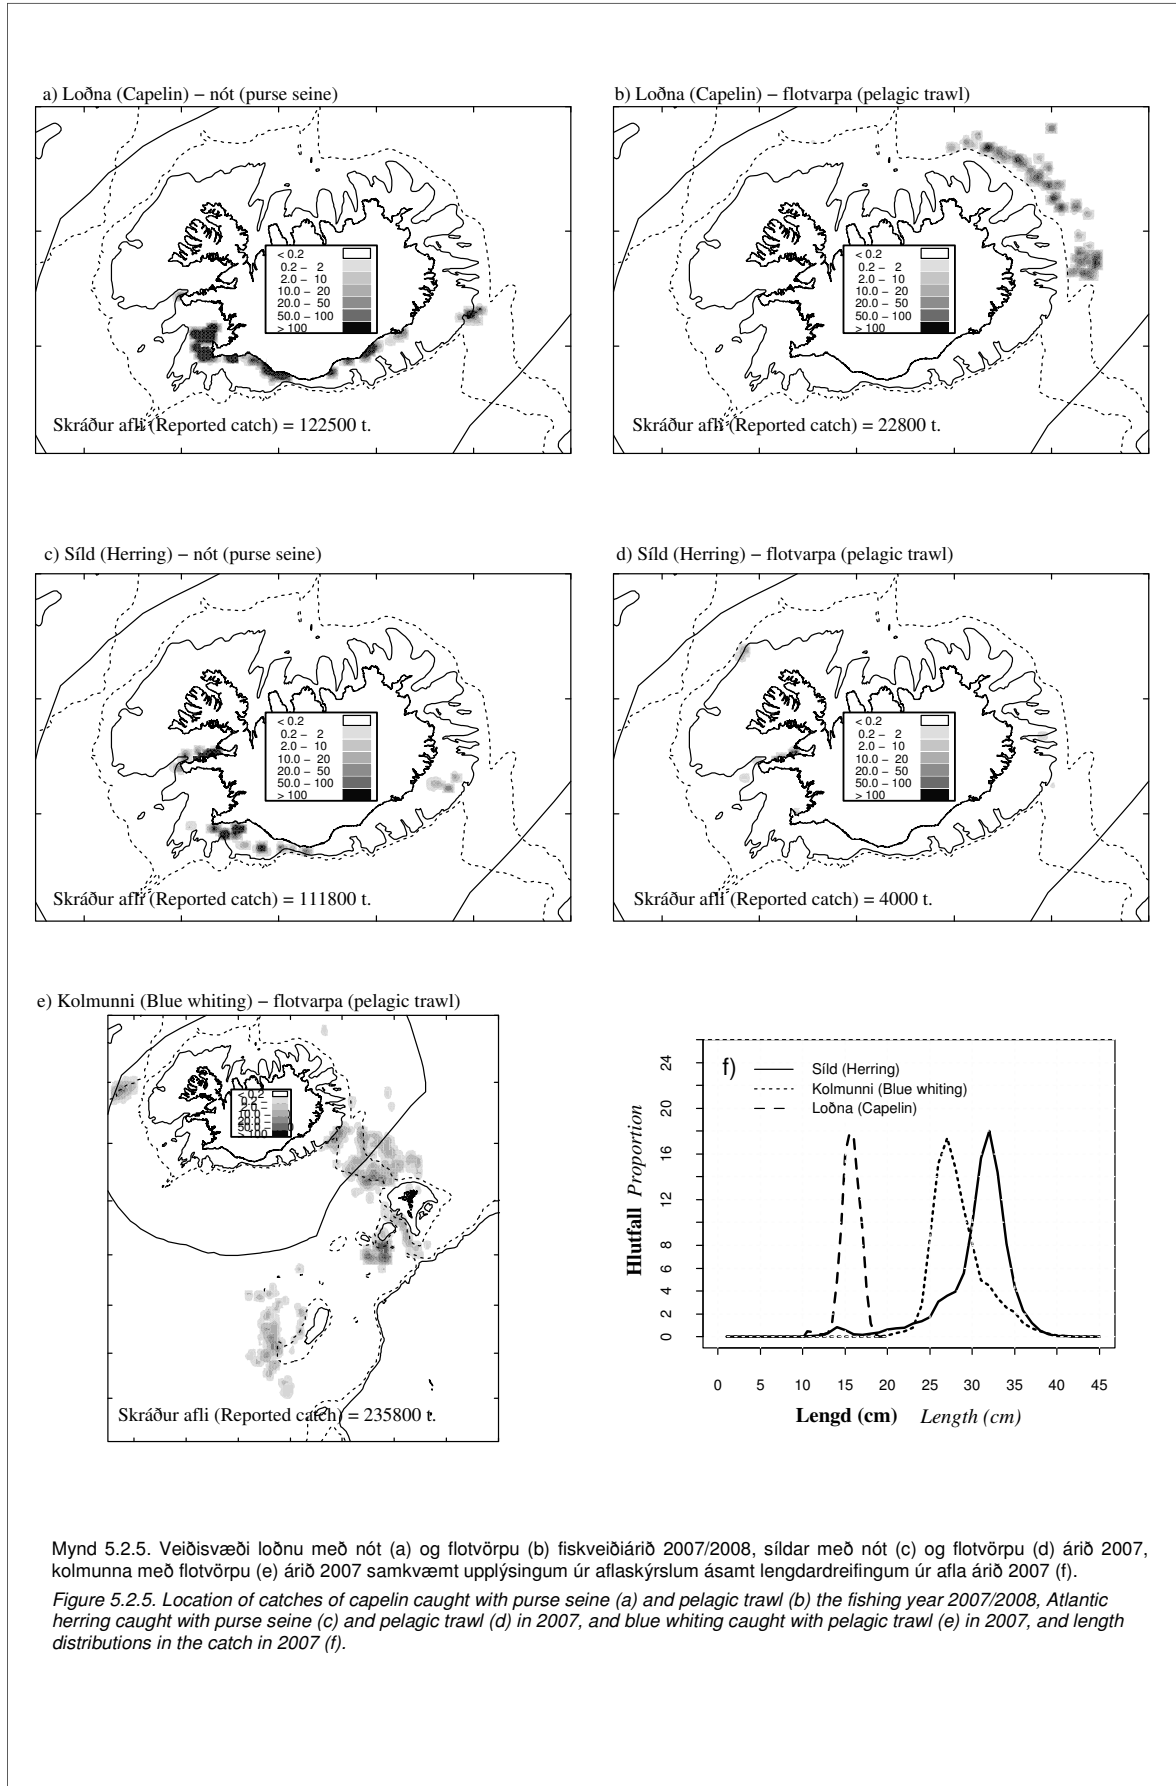 a) Loðna (Capelin) − nót (purse seine)
< 0.2
0.2 − 2
2.0 − 10
10.0 − 20
20.0 − 50
50.0 − 100
> 100
Skráður afli (Reported catch) = 122500 t.
b) Loðna (Capelin) − flotvarpa (pelagic trawl)
< 0.2
0.2 − 2
2.0 − 10
10.0 − 20
20.0 − 50
50.0 − 100
> 100
Skráður afli (Reported catch) = 22800 t.
c) Síld (Herring) − nót (purse seine)
< 0.2
0.2 − 2
2.0 − 10
10.0 − 20
20.0 − 50
50.0 − 100
> 100
Skráður afli (Reported catch) = 111800 t.
d) Síld (Herring) − flotvarpa (pelagic trawl)
< 0.2
0.2 − 2
2.0 − 10
10.0 − 20
20.0 − 50
50.0 − 100
> 100
Skráður afli (Reported catch) = 4000 t.
e) Kolmunni (Blue whiting) − flotvarpa (pelagic trawl)
> 100
Skráður afli (Reported catch) = 235800 t.
f)
Síld (Herring)
Kolmunni (Blue whiting)
Loðna (Capelin)
Hlutfall Proportion
24
20
16
12
8
6
4
2
0
0 5 10 15 20 25 30 35 40 45
Lengd (cm) Length (cm)
Mynd 5.2.5. Veiðisvæði loðnu með nót (a) og flotvörpu (b) fiskveiðiárið 2007/2008, síldar með nót (c) og flotvörpu (d) árið 2007,
kolmunna með flotvörpu (e) árið 2007 samkvæmt upplýsingum úr aflaskýrslum ásamt lengdardreifingum úr afla árið 2007 (f).
Figure 5.2.5. Location of catches of capelin caught with purse seine (a) and pelagic trawl (b) the fishing year 2007/2008, Atlantic
herring caught with purse seine (c) and pelagic trawl (d) in 2007, and blue whiting caught with pelagic trawl (e) in 2007, and length
distributions in the catch in 2007 (f).